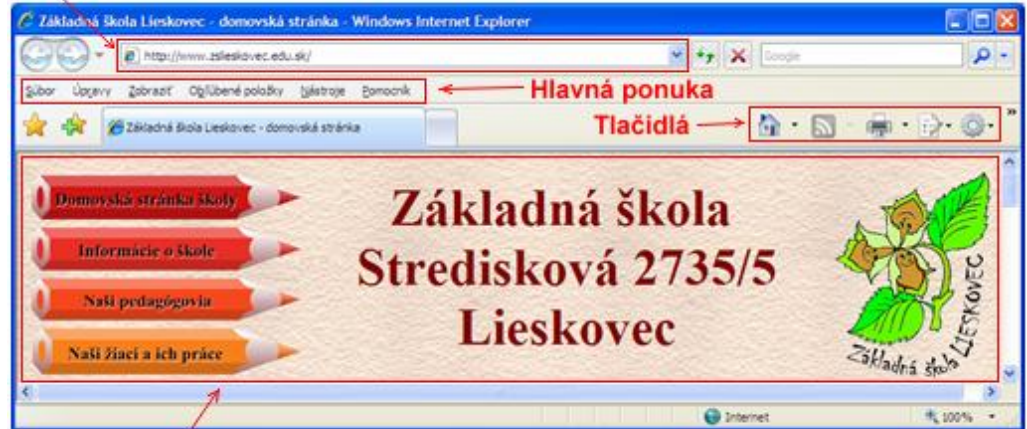 Základná škola Lieskovec - domovská stránka - Windows Internet Explorer
http://www.zslieskovec.edu.sk/
Google
Súbor Úpravy Zobraziť Obľúbené položky Nástroje Pomocník
Hlavná ponuka
Základná škola Lieskovec - domovská stránka
Tlačidlá
Domovská stránka školy
Informácie o škole
Naši pedagógovia
Naši žiaci a ich práce
Základná škola
Stredisková 2735/5
Lieskovec
Základná škola LIESKOVEC
Internet
100%